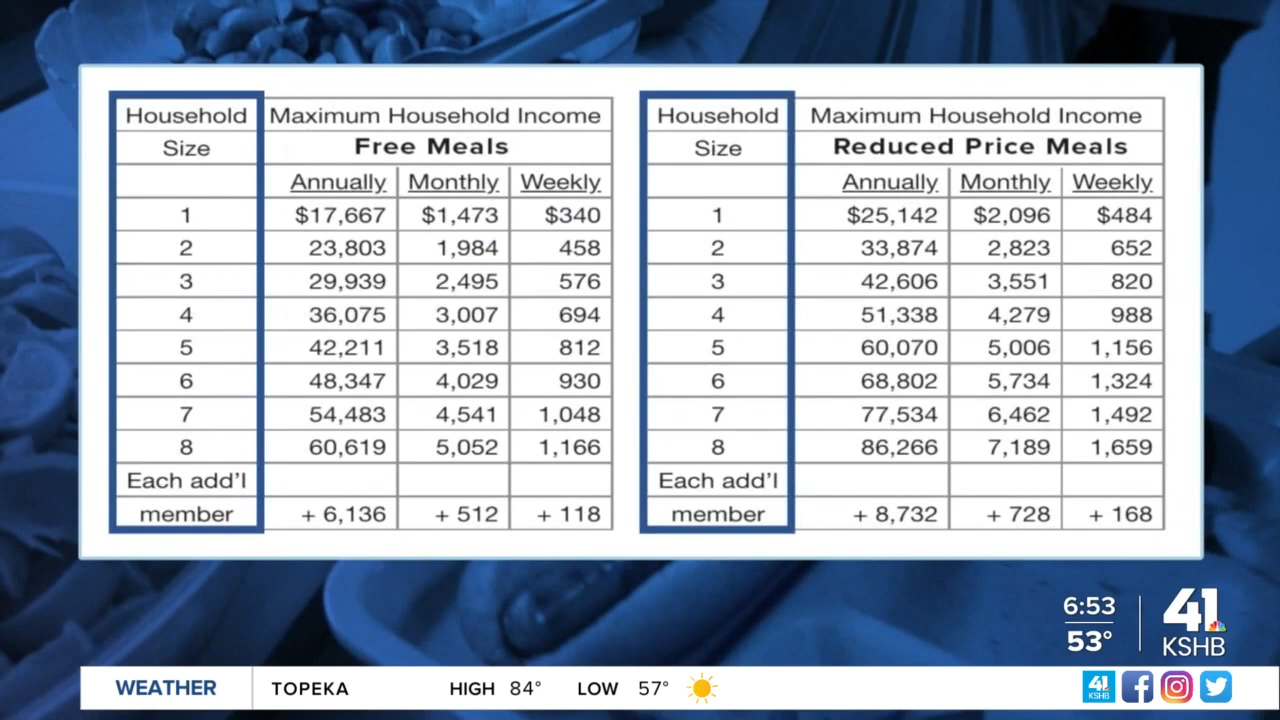 Household Maximum Household Income
Size Free Meals
Annually Monthly Weekly
1 $17,667 $1,473 $340
2 23,803 1,984 458
3 29,939 2,495 576
4 36,075 3,007 694
5 42,211 3,518 812
6 48,347 4,029 930
7 54,483 4,541 1,048
8 60,619 5,052 1,166
Each add'l
member + 6,136 + 512 + 118
Household Maximum Household Income
Size Reduced Price Meals
Annually Monthly Weekly
1 $25,142 $2,096 $484
2 33,874 2,823 652
3 42,606 3,551 820
4 51,338 4,279 988
5 60,070 5,006 1,156
6 68,802 5,734 1,324
7 77,534 6,462 1,492
8 86,266 7,189 1,659
Each add'l
member + 8,732 + 728 + 168
6:53
53°
41
KSHB
WEATHER TOPEKA HIGH 84° LOW 57°
41
KSHB